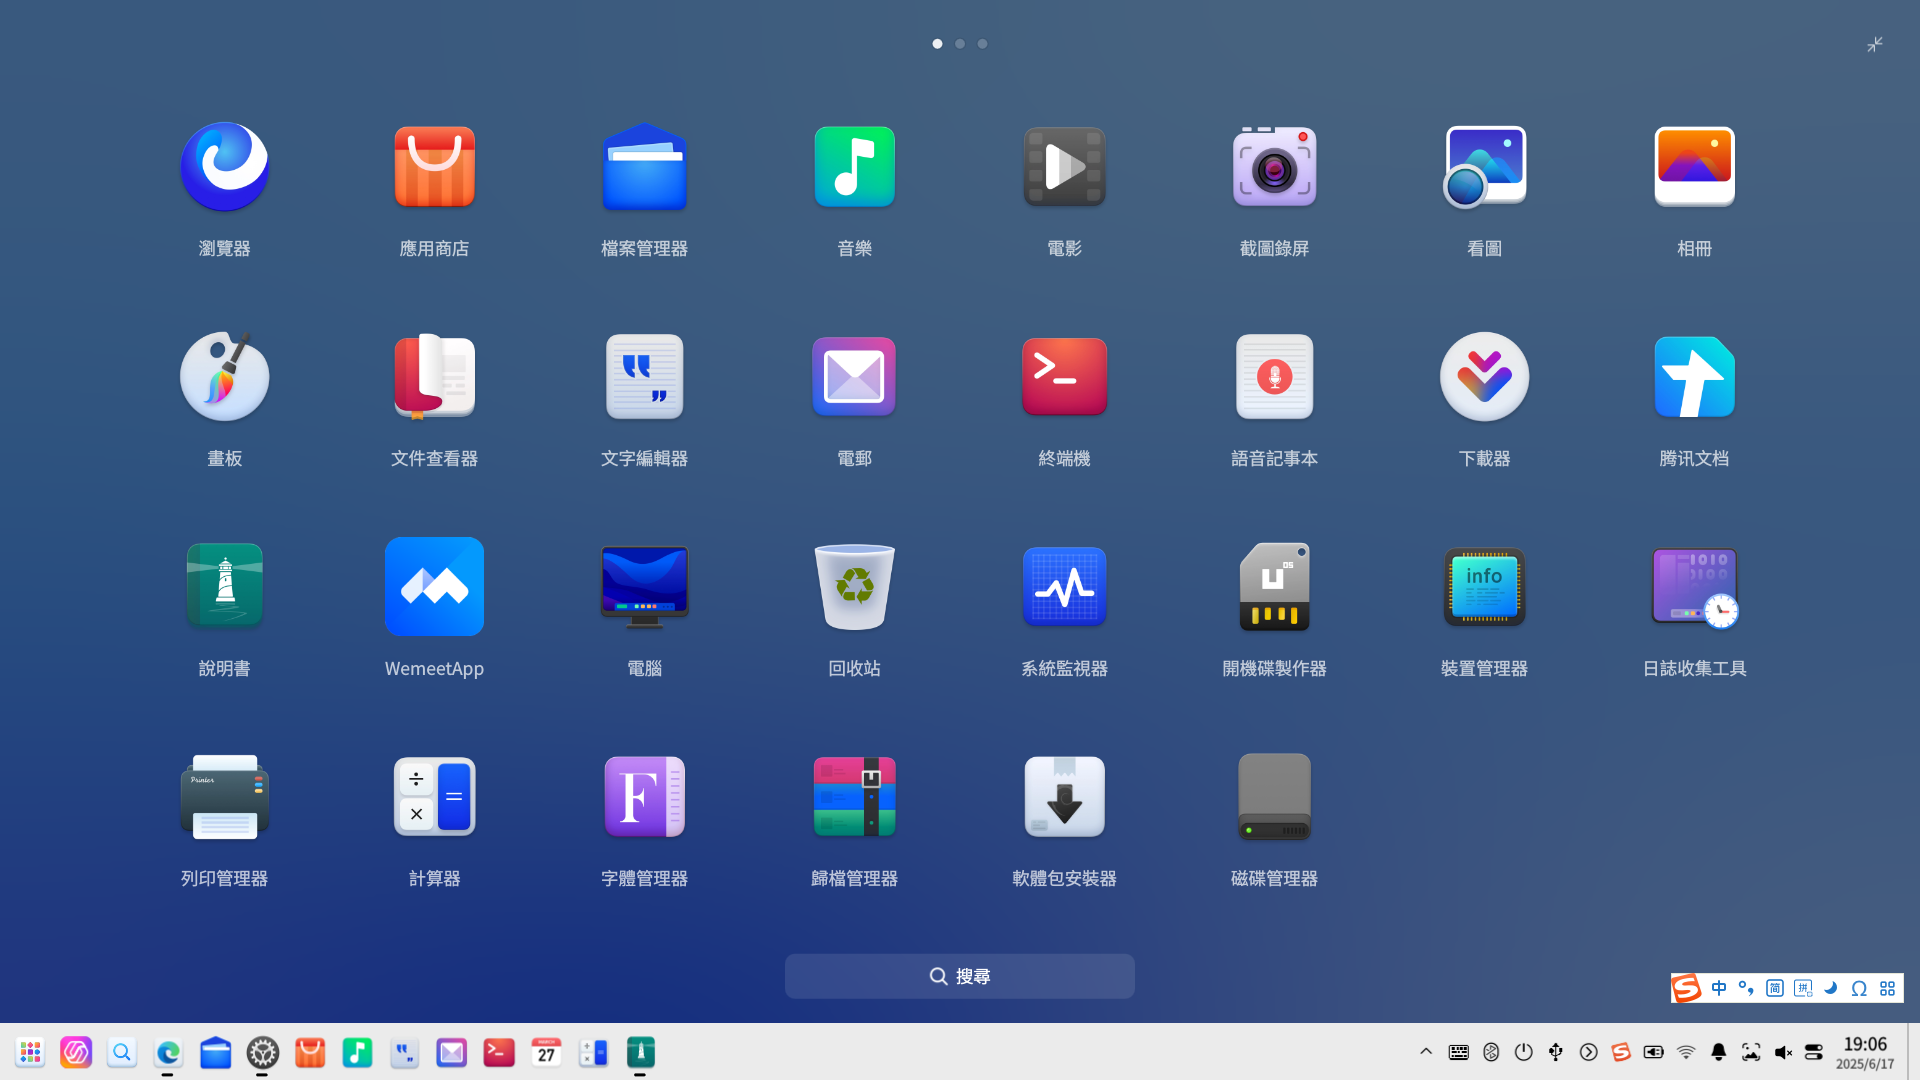 瀏覽器
應用商店
檔案管理器
音樂
電影
截圖錄屏
看圖
相冊
畫板
文件查看器
文字編輯器
電郵
終端機
語音記事本
下載器
腾讯文档
說明書
WemeetApp
電腦
回收站
系統監視器
開機碟製作器
裝置管理器
日誌收集工具
列印管理器
計算器
字體管理器
歸檔管理器
軟體包安裝器
磁碟管理器
info
Printer
搜尋
中
简
拼
27
19:06
2025/6/17